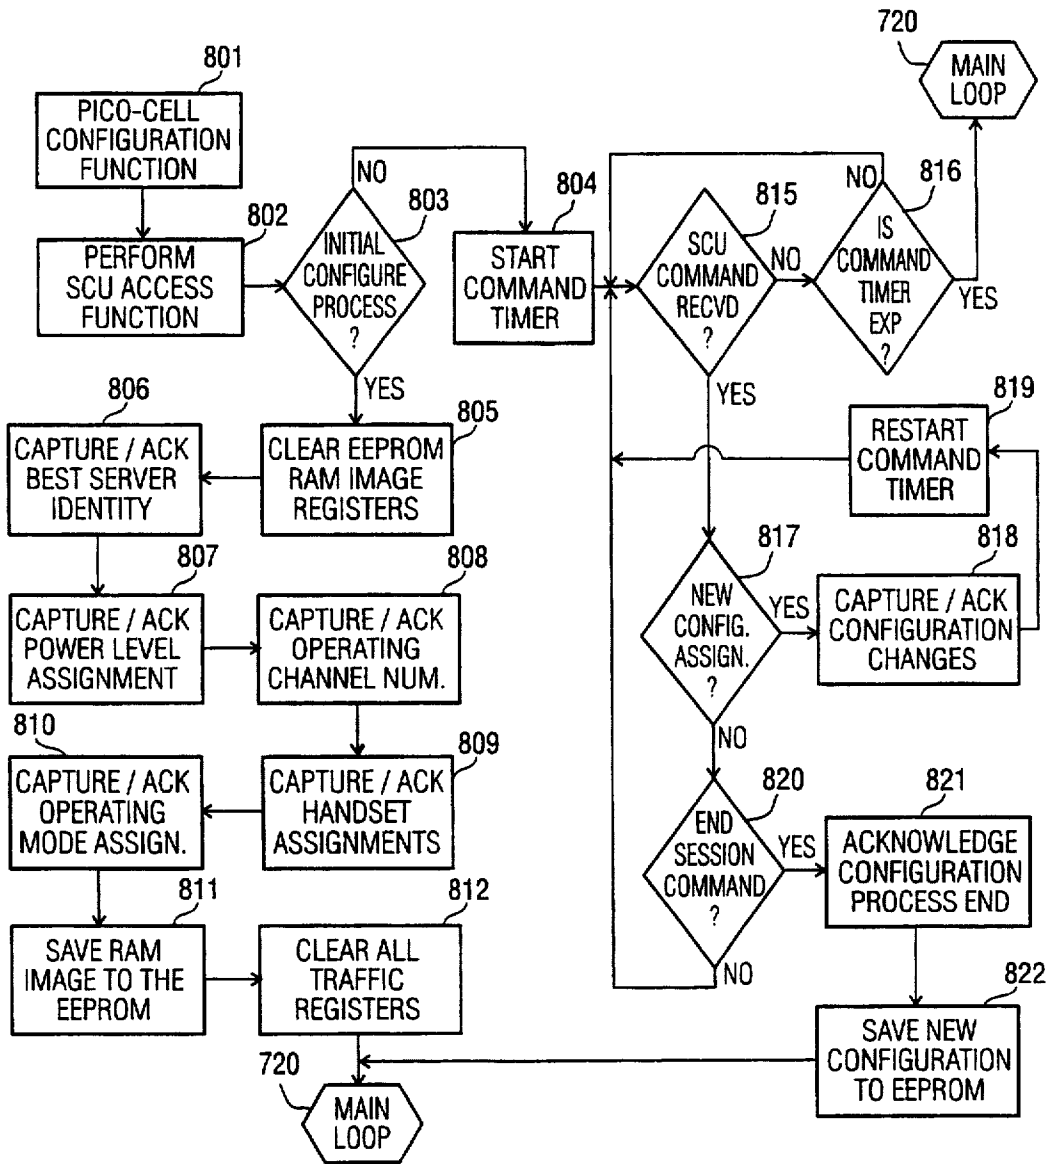 801
PICO-CELL
CONFIGURATION
FUNCTION
802
PERFORM
SCU ACCESS
FUNCTION
NO
803
INITIAL
CONFIGURE
PROCESS
?
YES
804
START
COMMAND
TIMER
720
MAIN
LOOP
815
SCU
COMMAND
RECVD
?
NO
YES
NO
816
IS
COMMAND
TIMER
EXP
?
YES
805
CLEAR EEPROM
RAM IMAGE
REGISTERS
806
CAPTURE / ACK
BEST SERVER
IDENTITY
807
CAPTURE / ACK
POWER LEVEL
ASSIGNMENT
808
CAPTURE / ACK
OPERATING
CHANNEL NUM.
809
CAPTURE / ACK
HANDSET
ASSIGNMENTS
810
CAPTURE / ACK
OPERATING
MODE ASSIGN.
811
SAVE RAM
IMAGE TO THE
EEPROM
812
CLEAR ALL
TRAFFIC
REGISTERS
720
MAIN
LOOP
819
RESTART
COMMAND
TIMER
817
NEW
CONFIG.
ASSIGN.
?
YES
NO
818
CAPTURE / ACK
CONFIGURATION
CHANGES
820
END
SESSION
COMMAND
?
YES
NO
821
ACKNOWLEDGE
CONFIGURATION
PROCESS END
822
SAVE NEW
CONFIGURATION
TO EEPROM